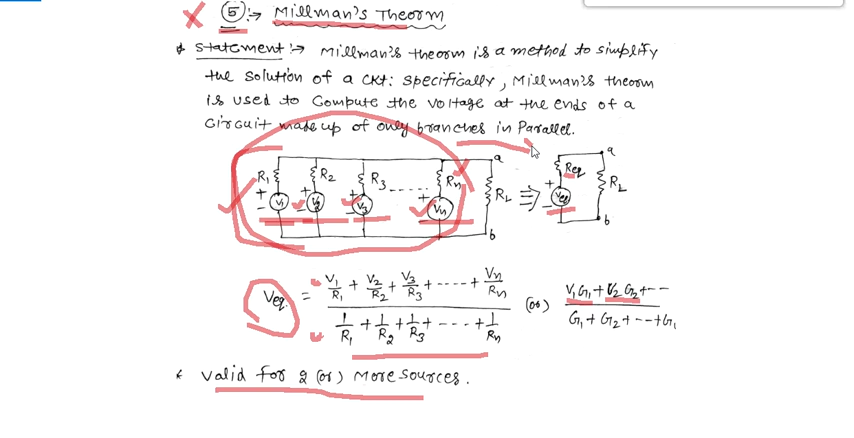 ⑤:→ Millman's Theorm
* Statement:→ Millman's theorm is a method to simplify
the solution of a CKT: specifically, Millman's theorm
is used to Compute the Voltage at the ends of a
Circuit made up of only branches in Parallel.
R₁ R₂ R₃ ...... Rₙ a RL ⇒ Req a RL
+ - V₁ + - V₂ + - V₃ + - Vₙ b + - Veq b
Veq. = (V₁/R₁ + V₂/R₂ + V₃/R₃ + ..... + Vₙ/Rₙ) / (1/R₁ + 1/R₂ + 1/R₃ + --- + 1/Rₙ) (or) (V₁G₁ + V₂G₂ + --) / (G₁ + G₂ + -- + G₁)
* Valid for 2 (or) More sources.